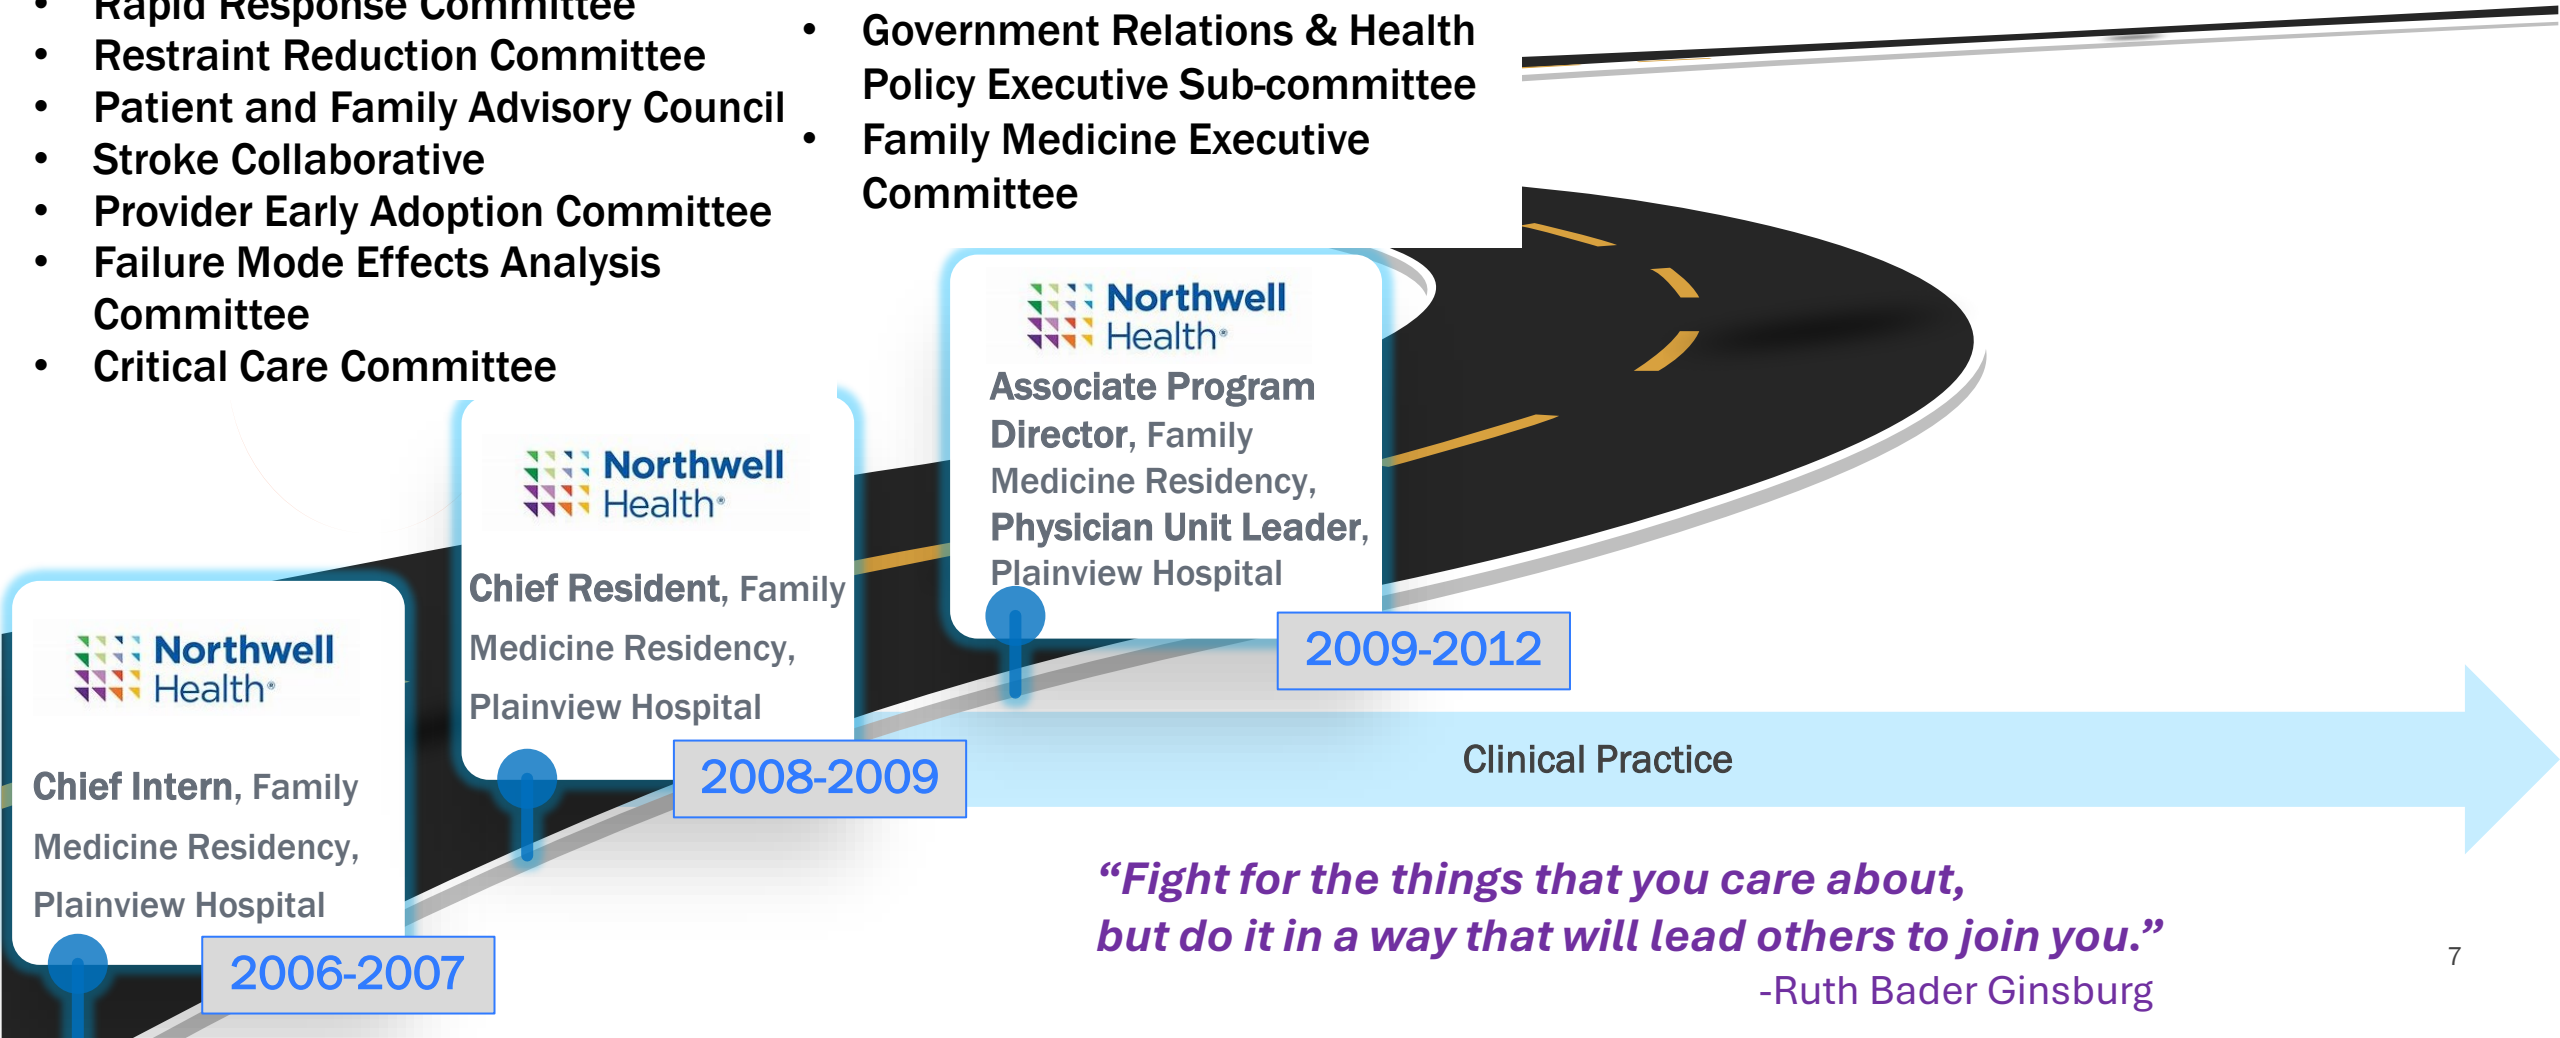 • Rapid Response Committee
• Restraint Reduction Committee
• Patient and Family Advisory Council
• Stroke Collaborative
• Provider Early Adoption Committee
• Failure Mode Effects Analysis
Committee
• Critical Care Committee
• Government Relations & Health
Policy Executive Sub-committee
• Family Medicine Executive
Committee
Northwell
Health®
Associate Program
Director, Family
Medicine Residency,
Physician Unit Leader,
Plainview Hospital
2009-2012
Northwell
Health®
Chief Resident, Family
Medicine Residency,
Plainview Hospital
2008-2009
Northwell
Health®
Chief Intern, Family
Medicine Residency,
Plainview Hospital
2006-2007
Clinical Practice
“Fight for the things that you care about,
but do it in a way that will lead others to join you.”
-Ruth Bader Ginsburg
7